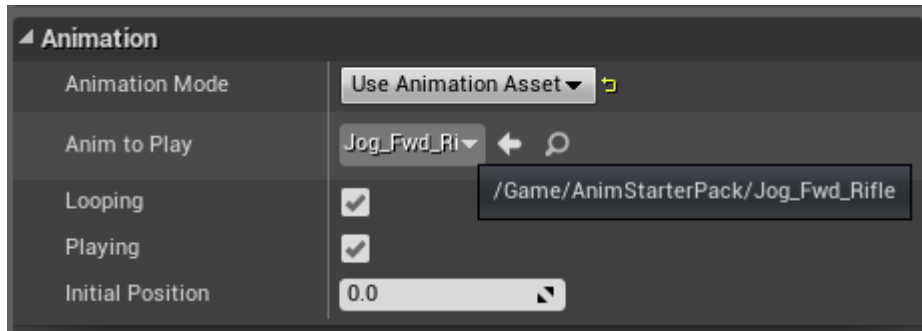 Animation
Animation Mode Use Animation Asset
Anim to Play Jog_Fwd_Ri
/Game/AnimStarterPack/Jog_Fwd_Rifle
Looping
Playing
Initial Position 0.0